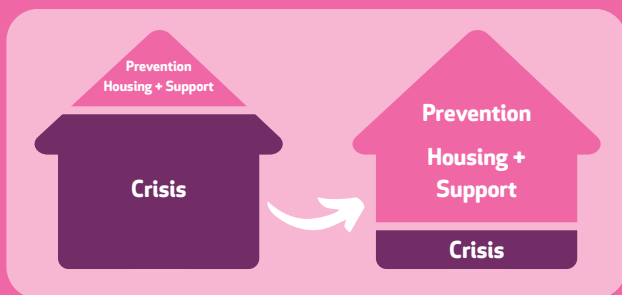 Prevention
Housing + Support
Crisis
Prevention
Housing +
Support
Crisis